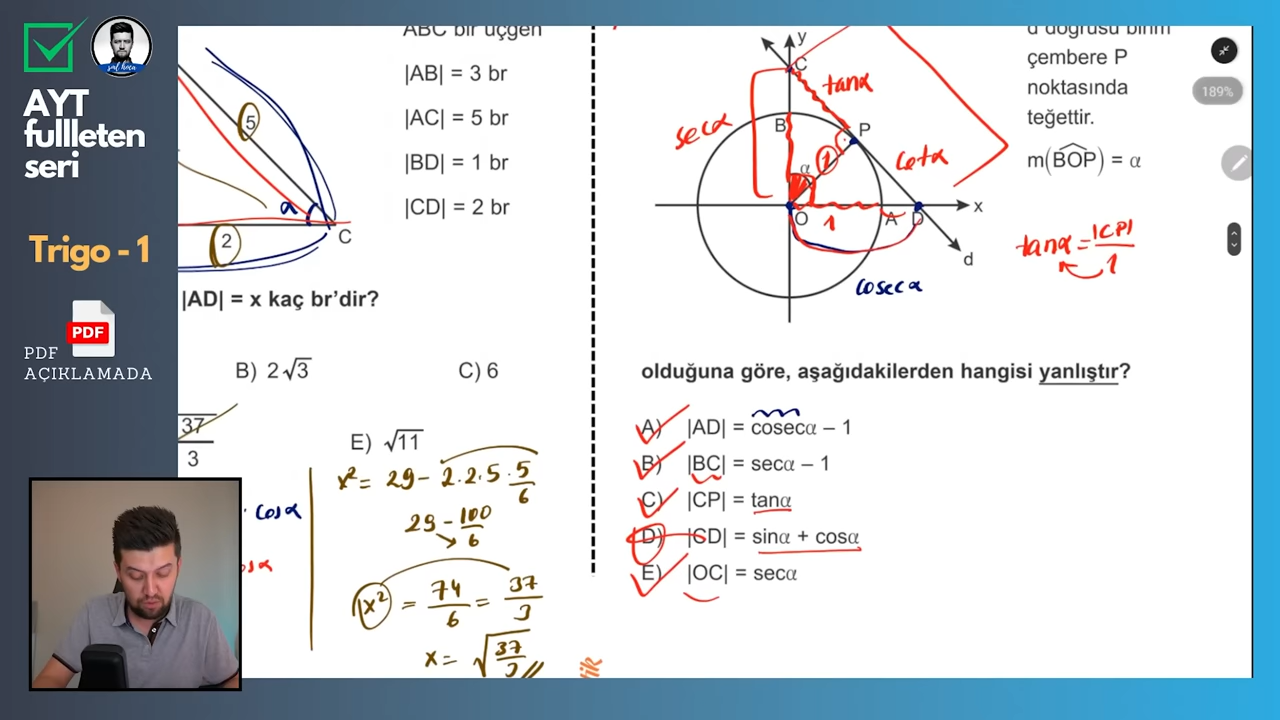 AYT
fullleten
seri
Trigo - 1
PDF
PDF
AÇIKLAMADA
ABC bir üçgen
|AB| = 3 br
|AC| = 5 br
|BD| = 1 br
|CD| = 2 br
5
α
2
C
|AD| = x kaç br'dir?
B) 2√3
C) 6
37
3
E) √11
· cosα
x² = 29 - 2·2·5·5/6
29 - 100/6
x² = 74/6 = 37/3
x = √37/3
y
C
tanα
secα
B
P
α
1
cotα
O
1
A
D
x
d
cosecα
d doğrusu birim
çembere P
noktasında
teğettir.
m(BOP) = α
189%
tanα = |CP|/1
olduğuna göre, aşağıdakilerden hangisi yanlıştır?
A) |AD| = cosecα – 1
B) |BC| = secα – 1
C) |CP| = tanα
D) |CD| = sinα + cosα
E) |OC| = secα